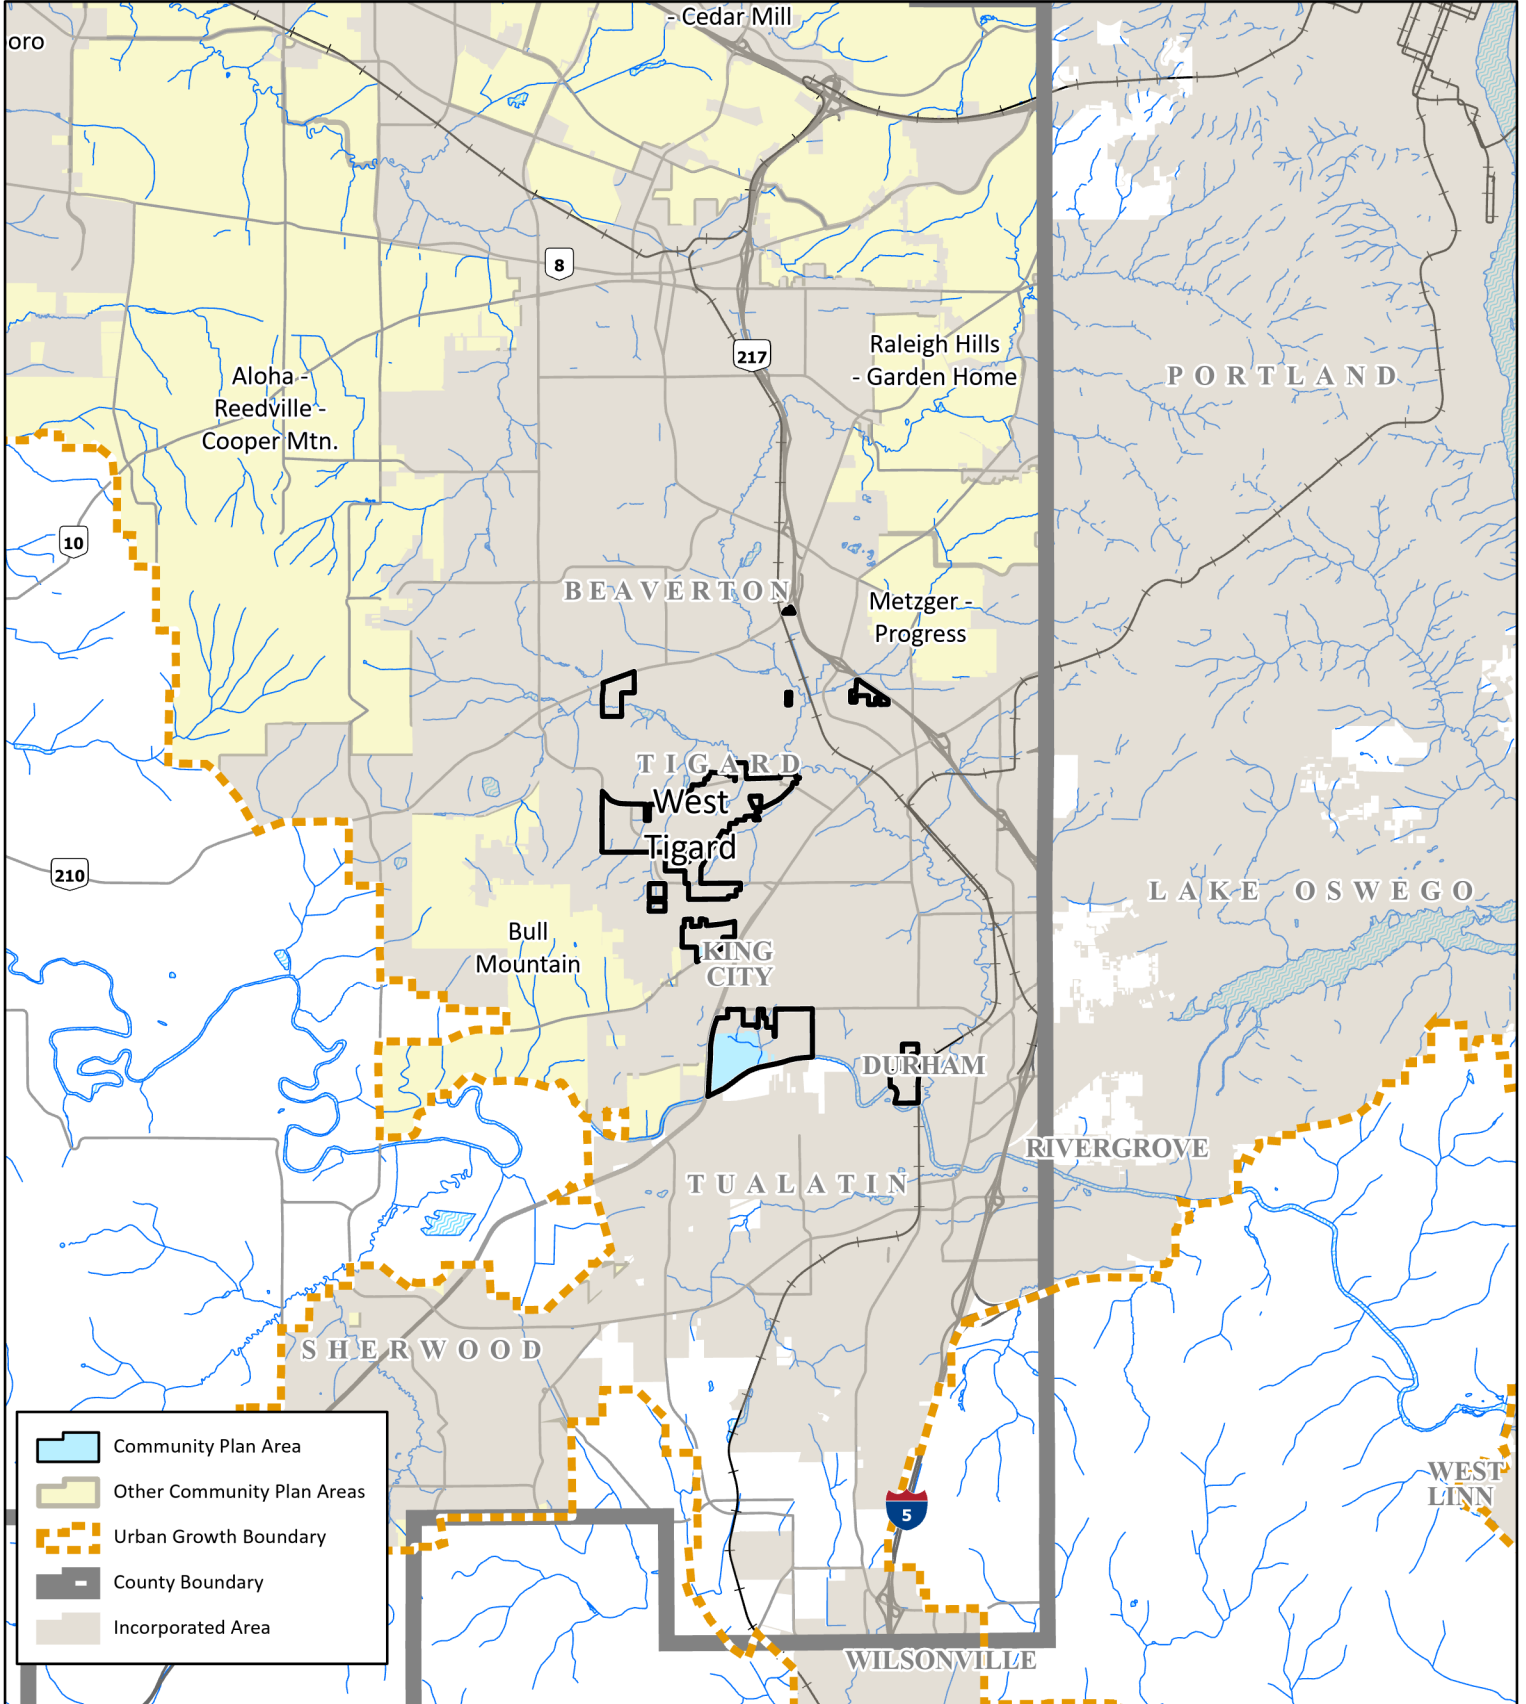 - Cedar Mill
oro
8
217
Raleigh Hills
- Garden Home
PORTLAND
Aloha -
Reedville -
Cooper Mtn.
10
BEAVERTON
Metzger -
Progress
TIGARD
West
Tigard
210
LAKE OSWEGO
Bull
Mountain
KING
CITY
DURHAM
RIVERGROVE
TUALATIN
SHERWOOD
WEST
LINN
5
WILSONVILLE
Community Plan Area
Other Community Plan Areas
Urban Growth Boundary
County Boundary
Incorporated Area